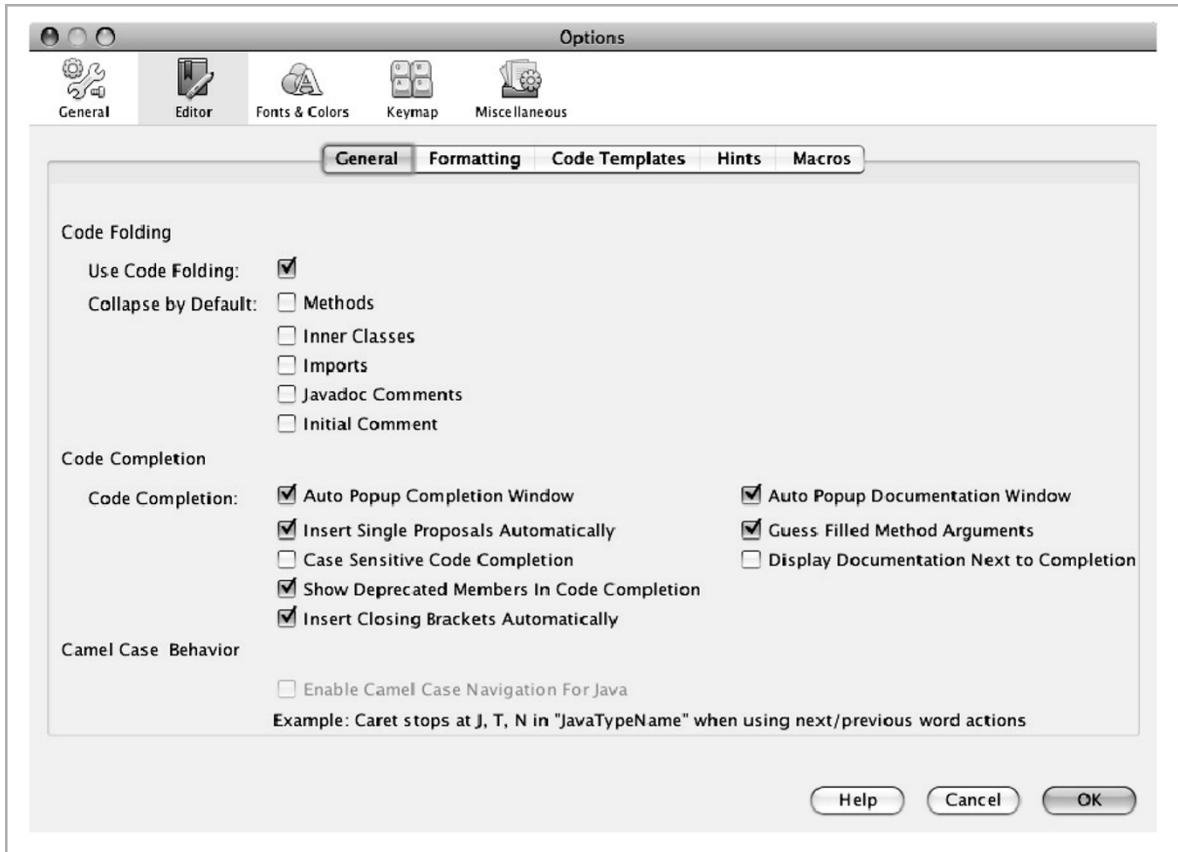 Options
General
Editor
Fonts & Colors
Keymap
Miscellaneous
General
Formatting
Code Templates
Hints
Macros
Code Folding
Use Code Folding:
Collapse by Default:
Methods
Inner Classes
Imports
Javadoc Comments
Initial Comment
Code Completion
Code Completion:
Auto Popup Completion Window
Auto Popup Documentation Window
Insert Single Proposals Automatically
Guess Filled Method Arguments
Case Sensitive Code Completion
Display Documentation Next to Completion
Show Deprecated Members In Code Completion
Insert Closing Brackets Automatically
Camel Case Behavior
Enable Camel Case Navigation For Java
Example: Caret stops at J, T, N in "JavaTypeName" when using next/previous word actions
Help
Cancel
OK